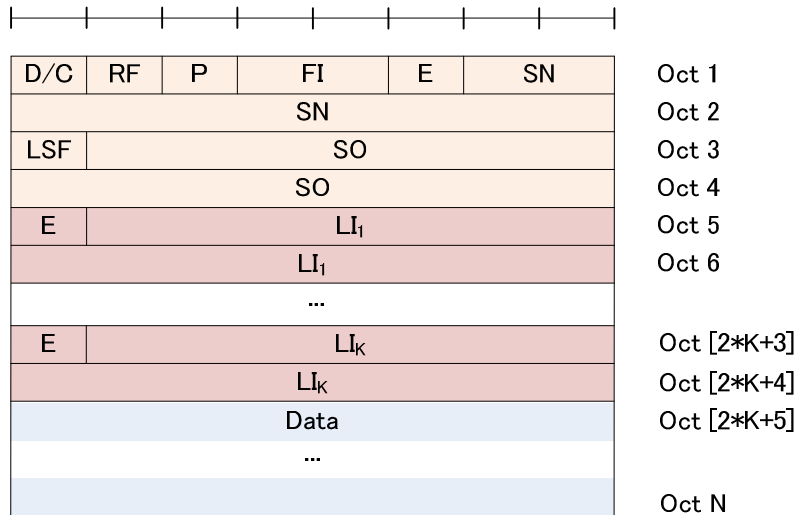 D/C RF P FI E SN Oct 1
SN Oct 2
LSF SO Oct 3
SO Oct 4
E LI₁ Oct 5
LI₁ Oct 6
...
E LIK Oct [2*K+3]
LIK Oct [2*K+4]
Data Oct [2*K+5]
...
Oct N